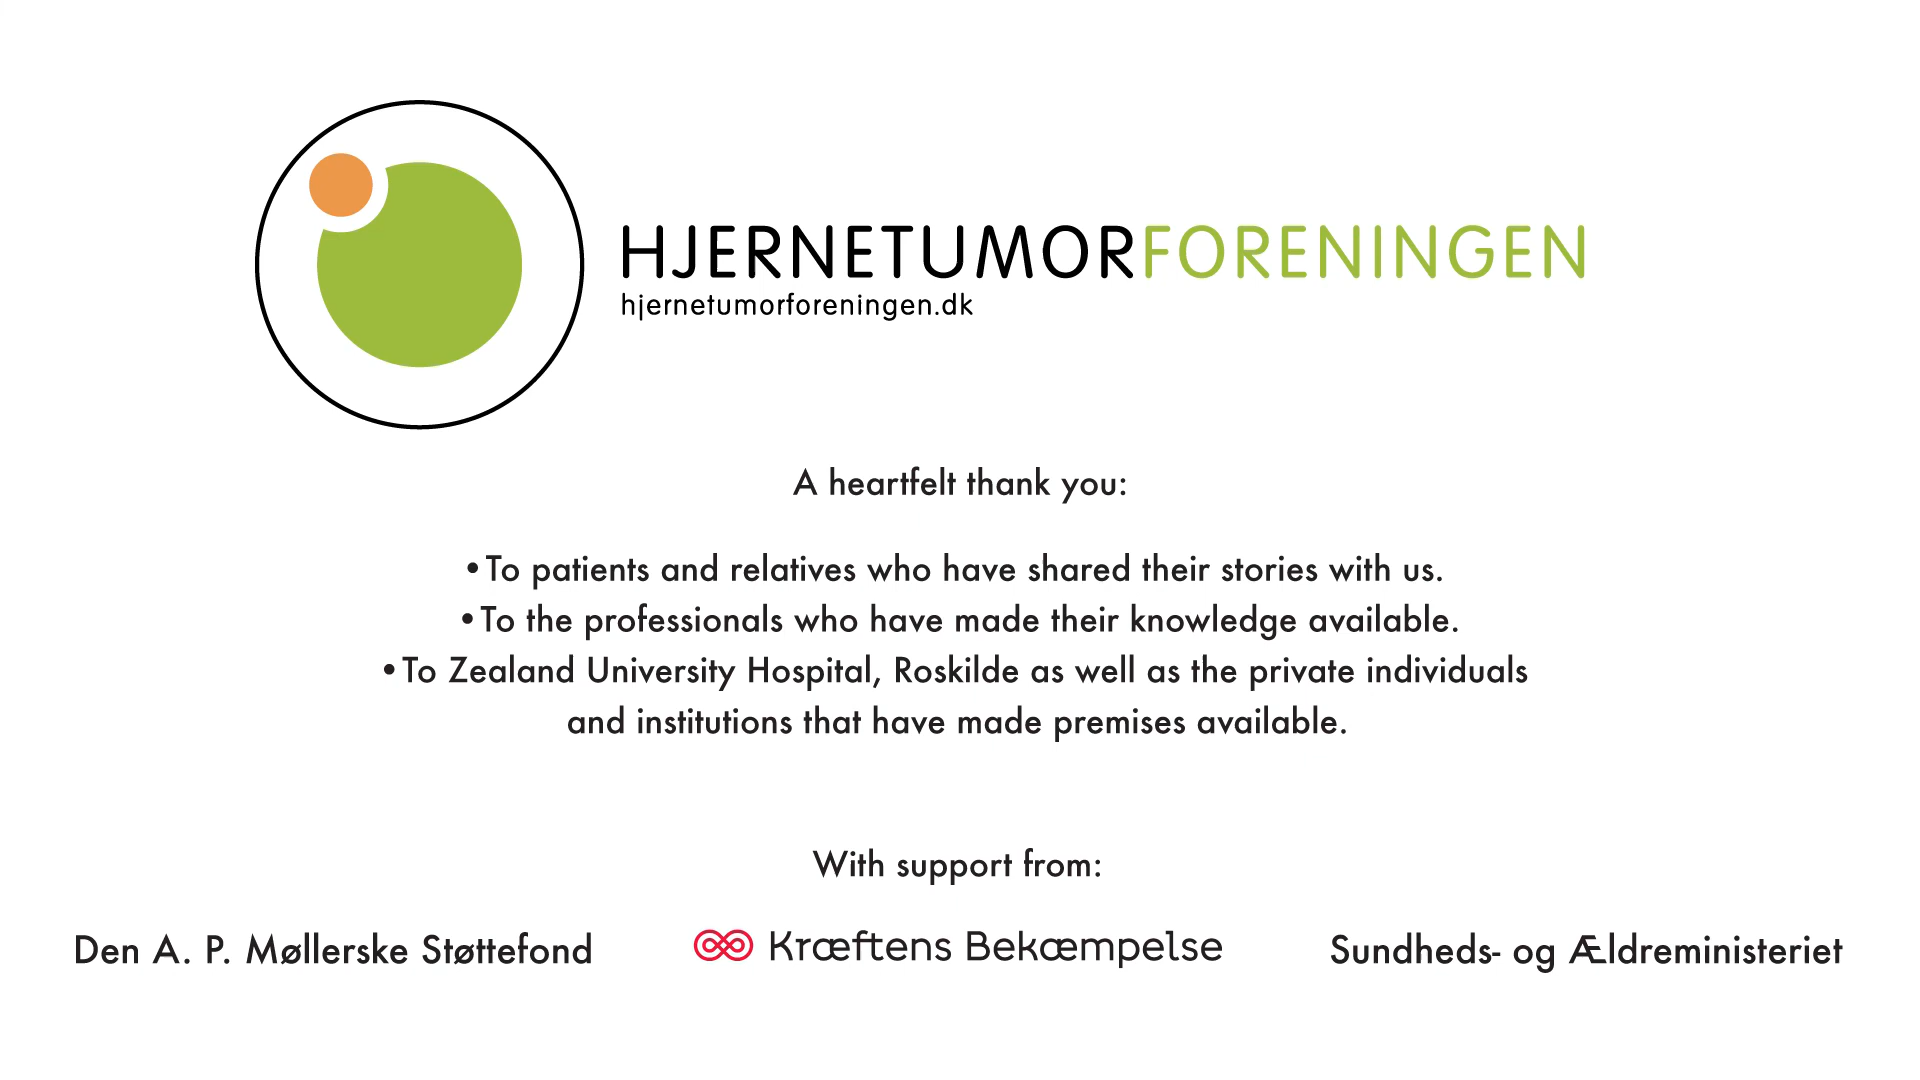 HJERNETUMORFORENINGEN
hjernetumorforeningen.dk
A heartfelt thank you:
•To patients and relatives who have shared their stories with us.
•To the professionals who have made their knowledge available.
•To Zealand University Hospital, Roskilde as well as the private individuals
and institutions that have made premises available.
With support from:
Den A. P. Møllerske Støttefond
Kræftens Bekæmpelse
Sundheds- og Ældreministeriet